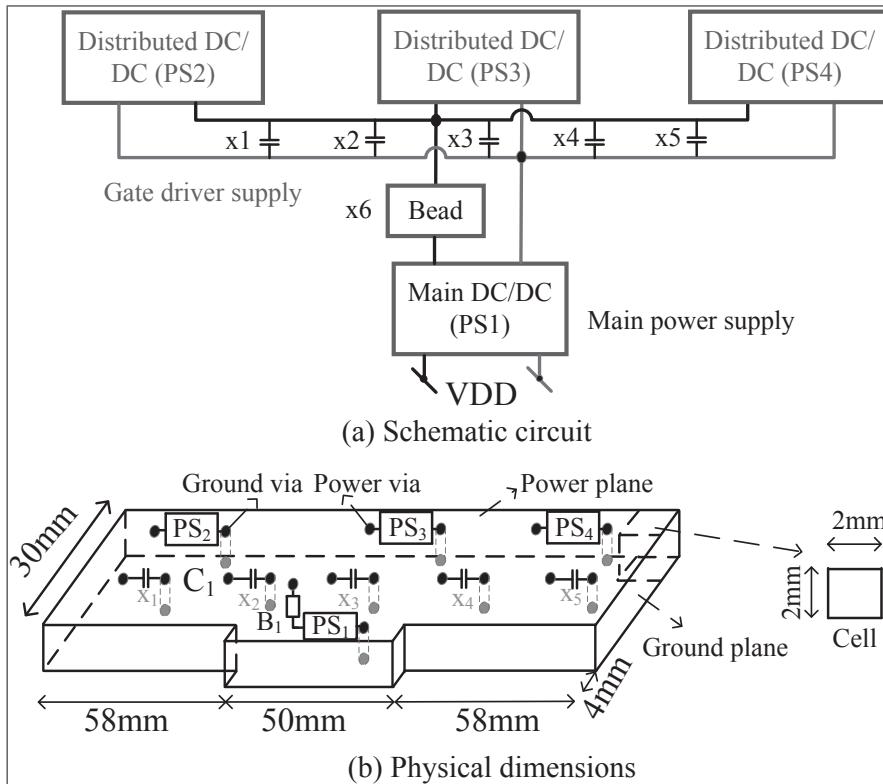 Distributed DC/
DC (PS2)
Distributed DC/
DC (PS3)
Distributed DC/
DC (PS4)
x1
x2
x3
x4
x5
Gate driver supply
x6
Bead
Main DC/DC
(PS1)
Main power supply
VDD
(a) Schematic circuit
Ground via
Power via
Power plane
30mm
PS2
PS3
PS4
2mm
2mm
Cell
C1
x1
x2
x3
x4
x5
B1
PS1
Ground plane
4mm
58mm
50mm
58mm
(b) Physical dimensions